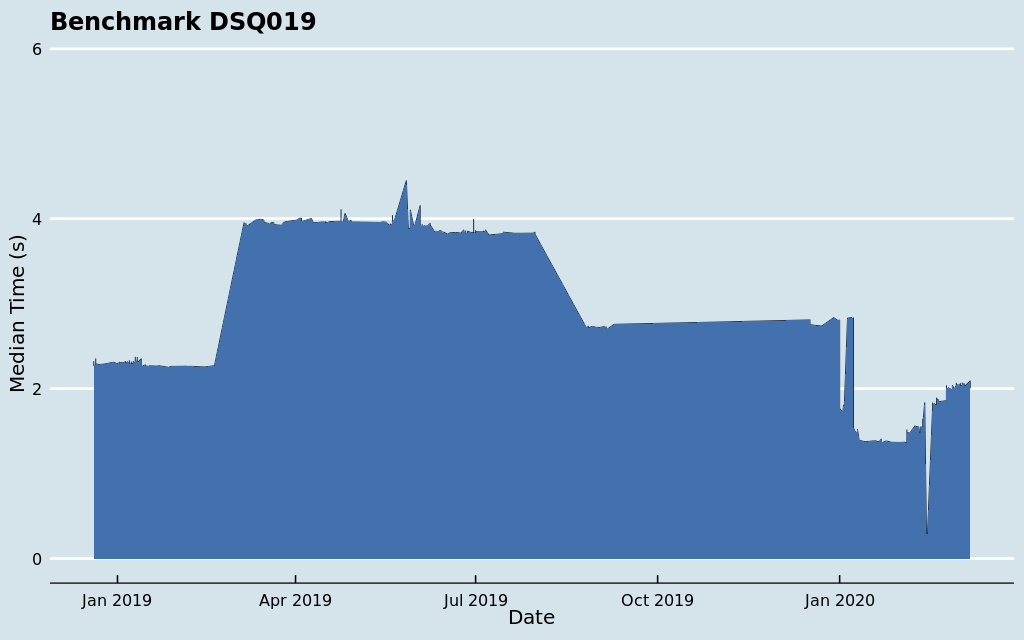 Benchmark DSQ019
6
4
2
0
Median Time (s)
Jan 2019
Apr 2019
Jul 2019
Oct 2019
Jan 2020
Date